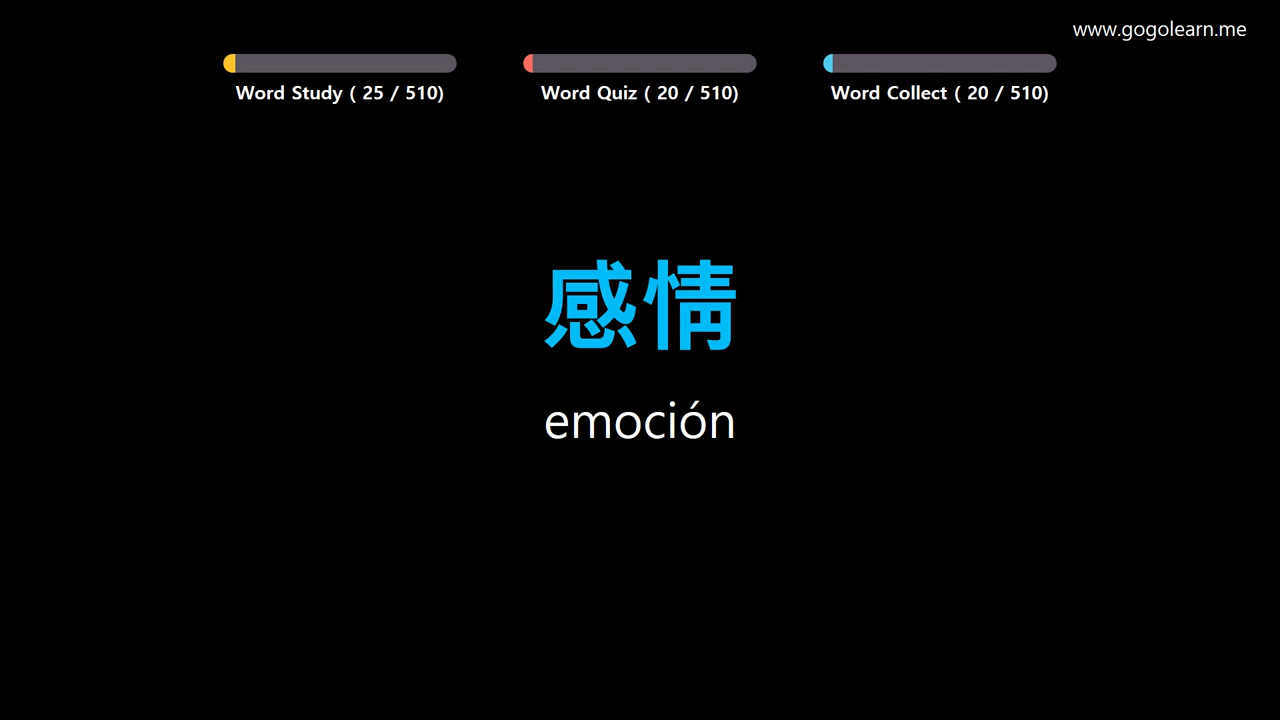 www.gogolearn.me
Word Study ( 25 / 510)
Word Quiz ( 20 / 510)
Word Collect ( 20 / 510)
感情
emoción